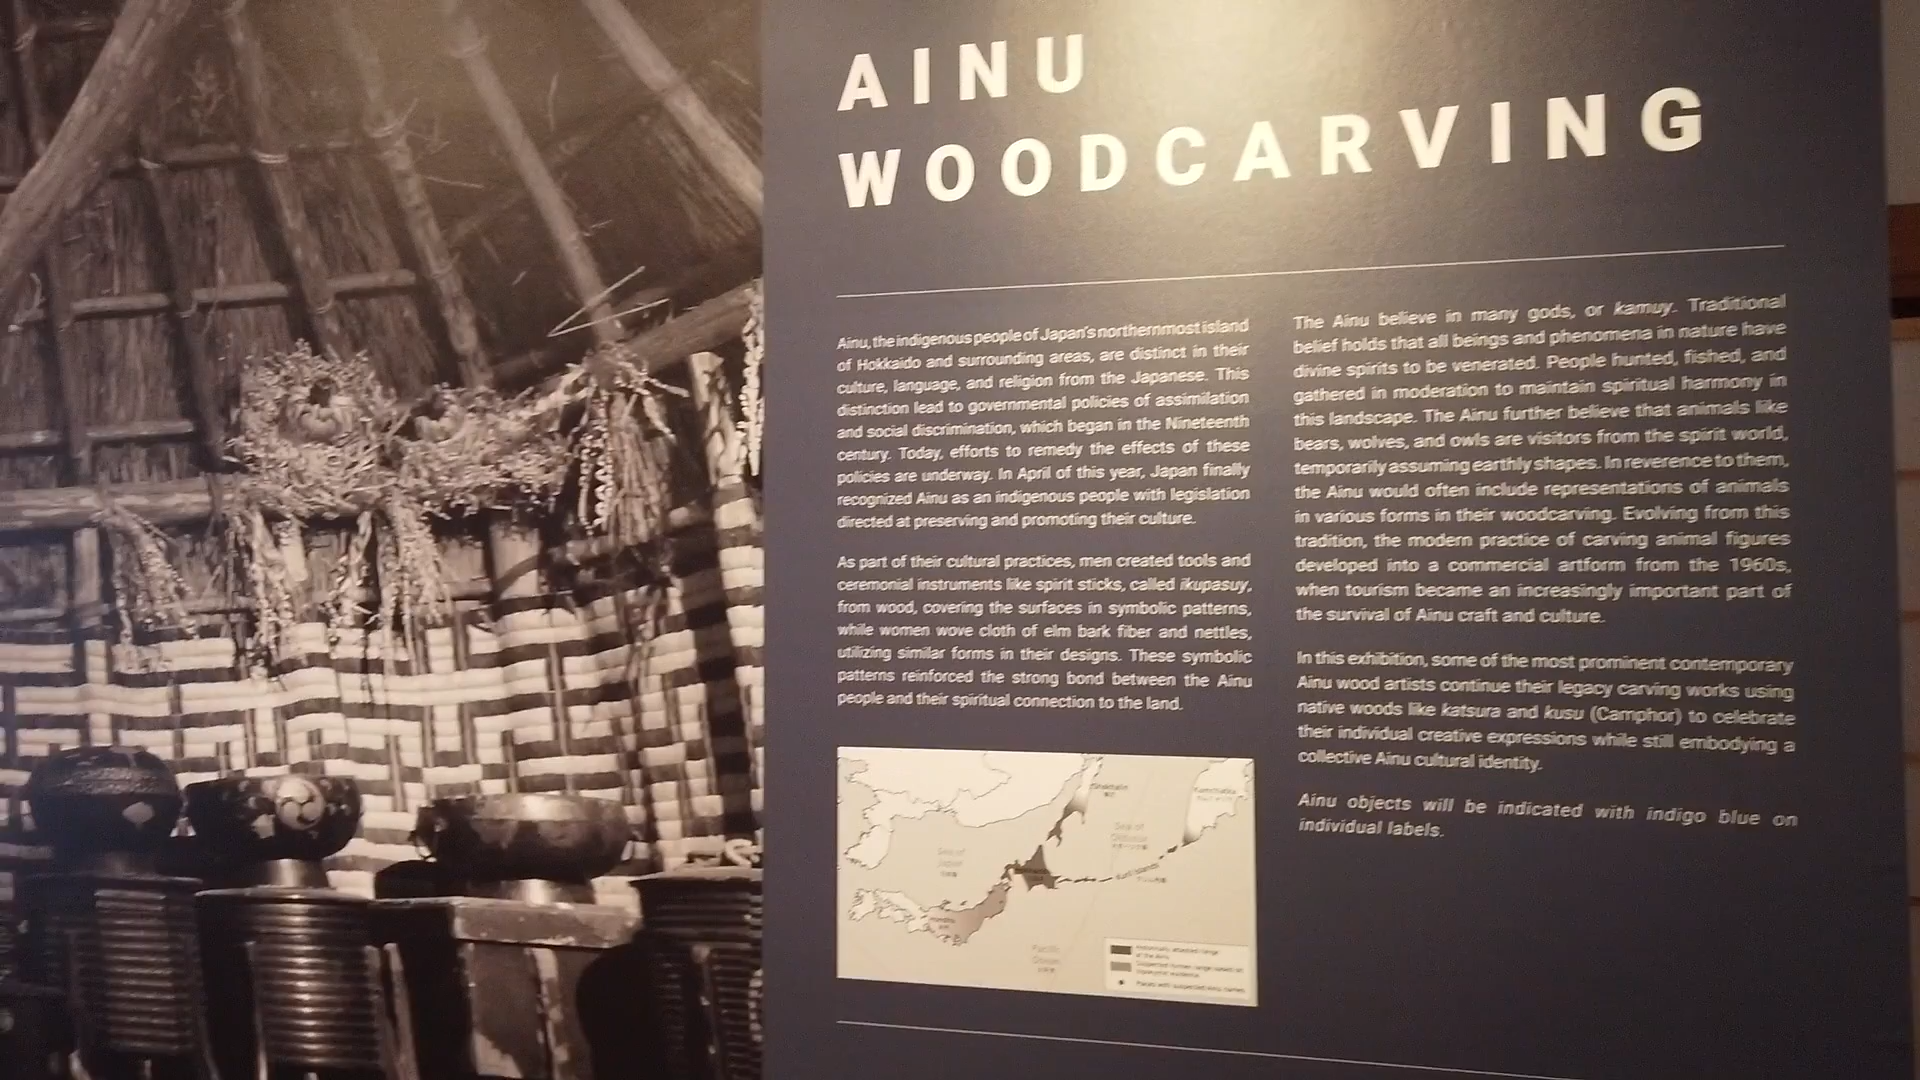 AINU
WOODCARVING
Ainu, the indigenous people of Japan's northernmost island
of Hokkaido and surrounding areas, are distinct in their
culture, language, and religion from the Japanese. This
distinction lead to governmental policies of assimilation
and social discrimination, which began in the Nineteenth
century. Today, efforts to remedy the effects of these
policies are underway. In April of this year, Japan finally
recognized Ainu as an indigenous people with legislation
directed at preserving and promoting their culture.
As part of their cultural practices, men created tools and
ceremonial instruments like spirit sticks, called ikupasuy,
from wood, covering the surfaces in symbolic patterns,
while women wove cloth of elm bark fiber and nettles,
utilizing similar forms in their designs. These symbolic
patterns reinforced the strong bond between the Ainu
people and their spiritual connection to the land.
Sea of
Japan
Sea of
Pacific
Ocean
The Ainu believe in many gods, or kamuy. Traditional
belief holds that all beings and phenomena in nature have
divine spirits to be venerated. People hunted, fished, and
gathered in moderation to maintain spiritual harmony in
this landscape. The Ainu further believe that animals like
bears, wolves, and owls are visitors from the spirit world,
temporarily assuming earthly shapes. In reverence to them,
the Ainu would often include representations of animals
in various forms in their woodcarving. Evolving from this
tradition, the modern practice of carving animal figures
developed into a commercial artform from the 1960s,
when tourism became an increasingly important part of
the survival of Ainu craft and culture.
In this exhibition, some of the most prominent contemporary
Ainu wood artists continue their legacy carving works using
native woods like katsura and kusu (Camphor) to celebrate
their individual creative expressions while still embodying a
collective Ainu cultural identity.
Ainu objects will be indicated with indigo blue on
individual labels.